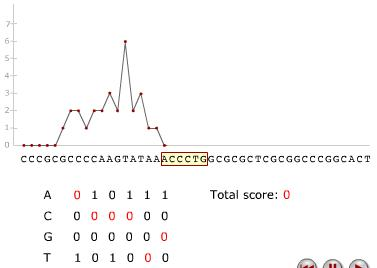 7
6
5
4
3
2
1
0
CCCGCGCCCCAAGTATAAACCCTGGCGCGCTCGCGGCCCGGCACT
A 0 1 0 1 1 1 Total score: 0
C 0 0 0 0 0 0
G 0 0 0 0 0 0
T 1 0 1 0 0 0